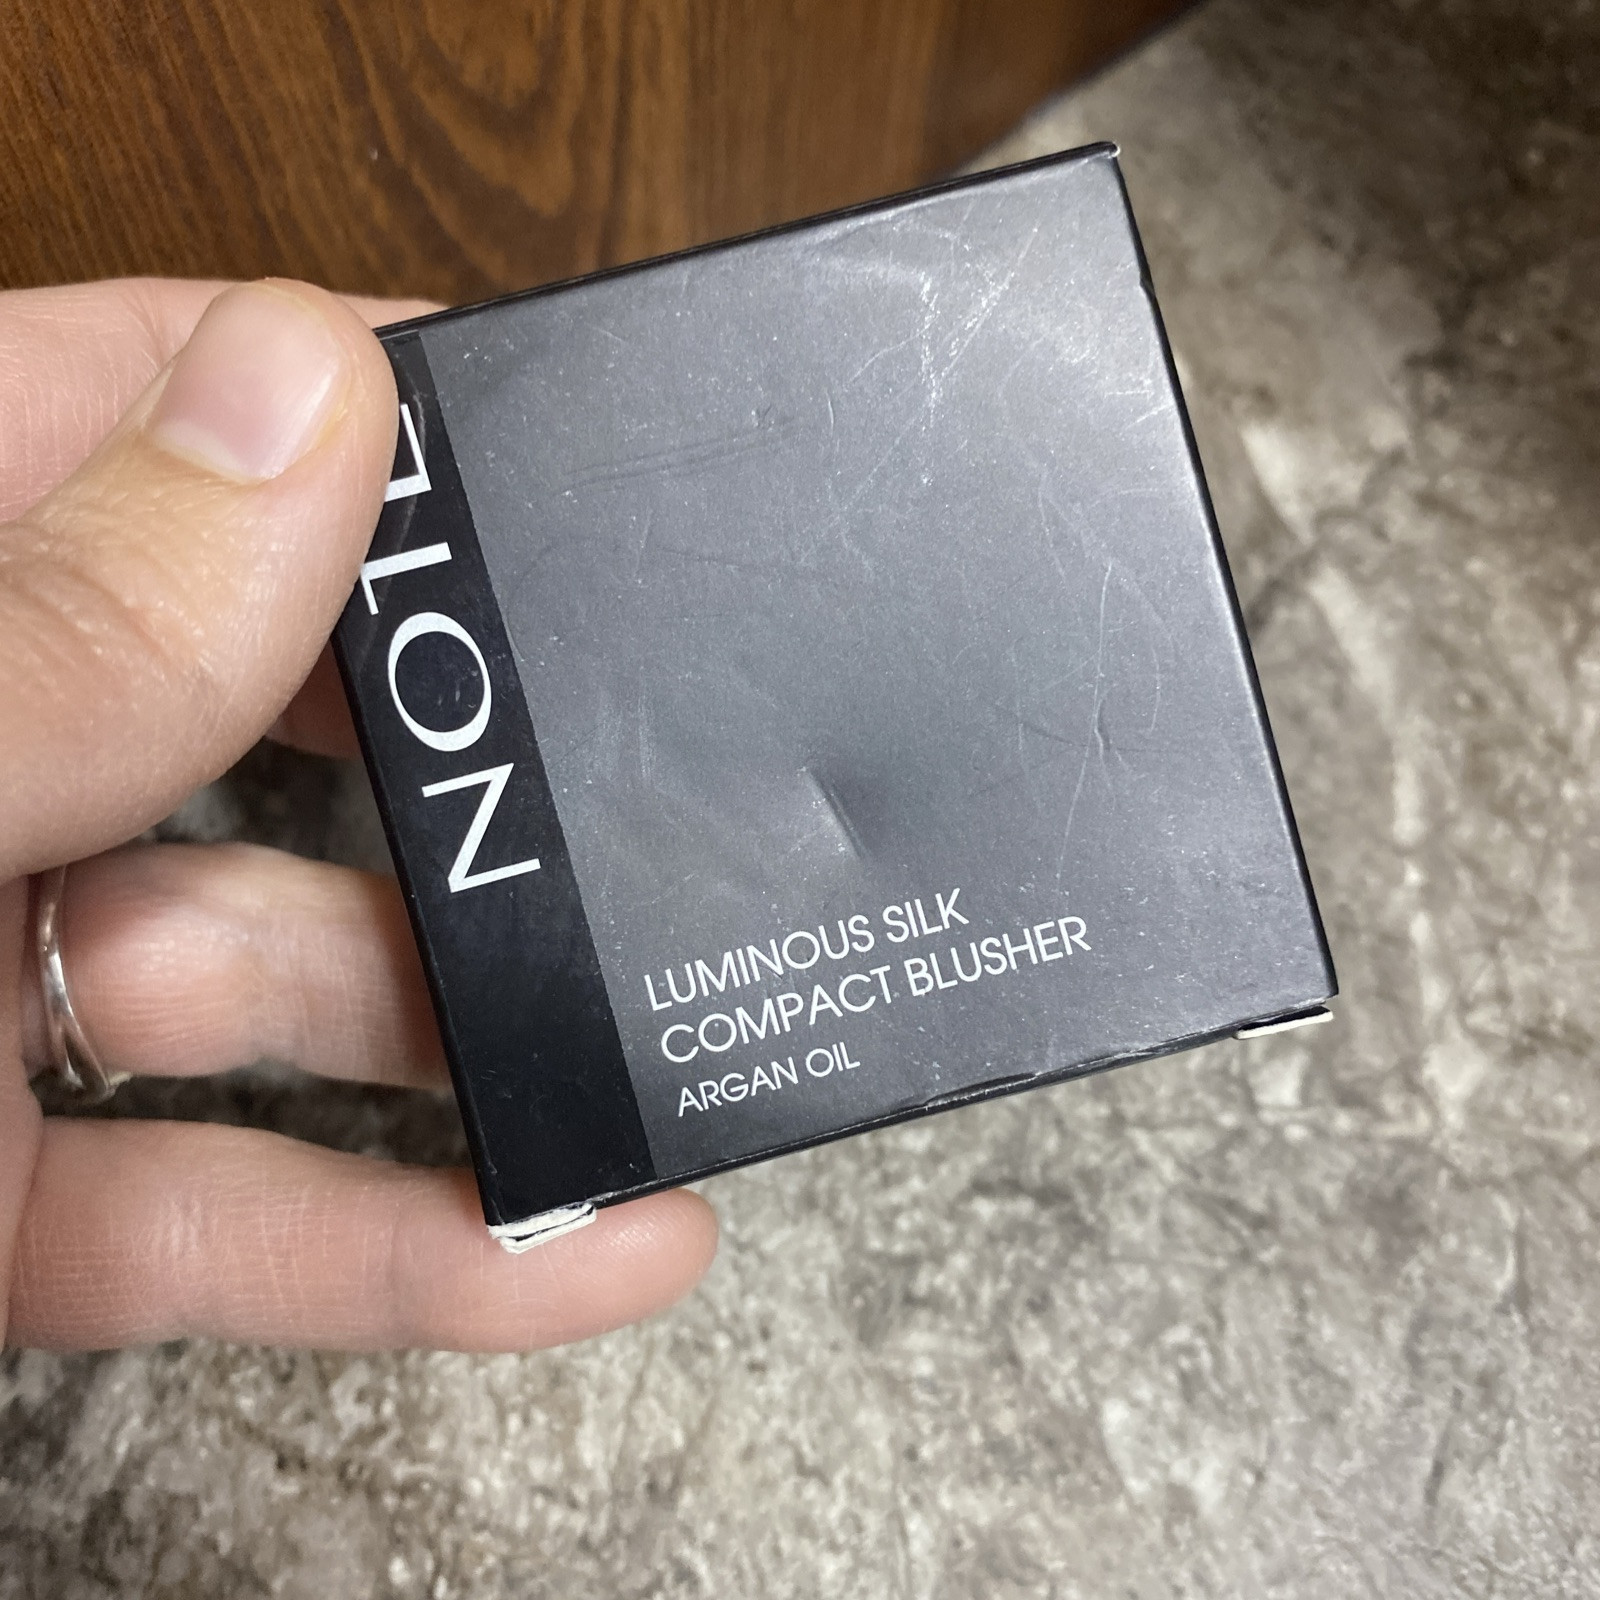 NOTE
LUMINOUS SILK
COMPACT BLUSHER
ARGAN OIL